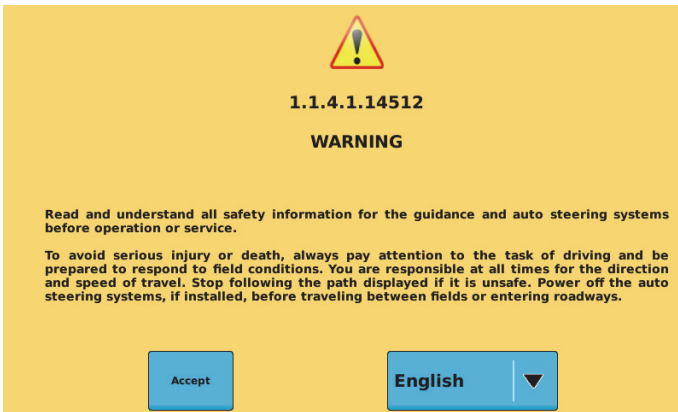 1.1.4.1.14512
WARNING
Read and understand all safety information for the guidance and auto steering systems
before operation or service.
To avoid serious injury or death, always pay attention to the task of driving and be
prepared to respond to field conditions. You are responsible at all times for the direction
and speed of travel. Stop following the path displayed if it is unsafe. Power off the auto
steering systems, if installed, before traveling between fields or entering roadways.
Accept
English